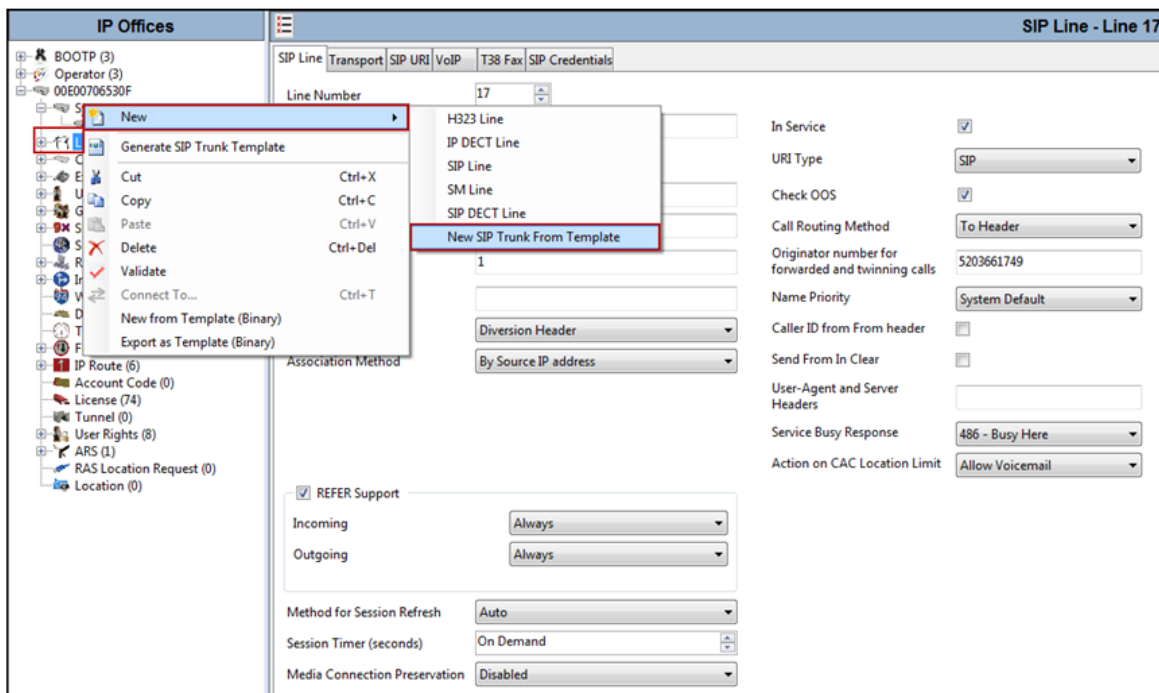 IP Offices
SIP Line - Line 17
BOOTP (3)
Operator (3)
00E00706530F
IP Route (6)
Account Code (0)
License (74)
Tunnel (0)
User Rights (8)
ARS (1)
RAS Location Request (0)
Location (0)
New
Generate SIP Trunk Template
Cut Ctrl+X
Copy Ctrl+C
Paste Ctrl+V
Delete Ctrl+Del
Validate
Connect To... Ctrl+T
New from Template (Binary)
Export as Template (Binary)
H323 Line
IP DECT Line
SIP Line
SM Line
SIP DECT Line
New SIP Trunk From Template
SIP Line Transport SIP URI VoIP T38 Fax SIP Credentials
Line Number 17
1
Diversion Header
Association Method By Source IP address
REFER Support
Incoming Always
Outgoing Always
Method for Session Refresh Auto
Session Timer (seconds) On Demand
Media Connection Preservation Disabled
In Service
URI Type SIP
Check OOS
Call Routing Method To Header
Originator number for
forwarded and twinning calls 5203661749
Name Priority System Default
Caller ID from From header
Send From In Clear
User-Agent and Server
Headers
Service Busy Response 486 - Busy Here
Action on CAC Location Limit Allow Voicemail